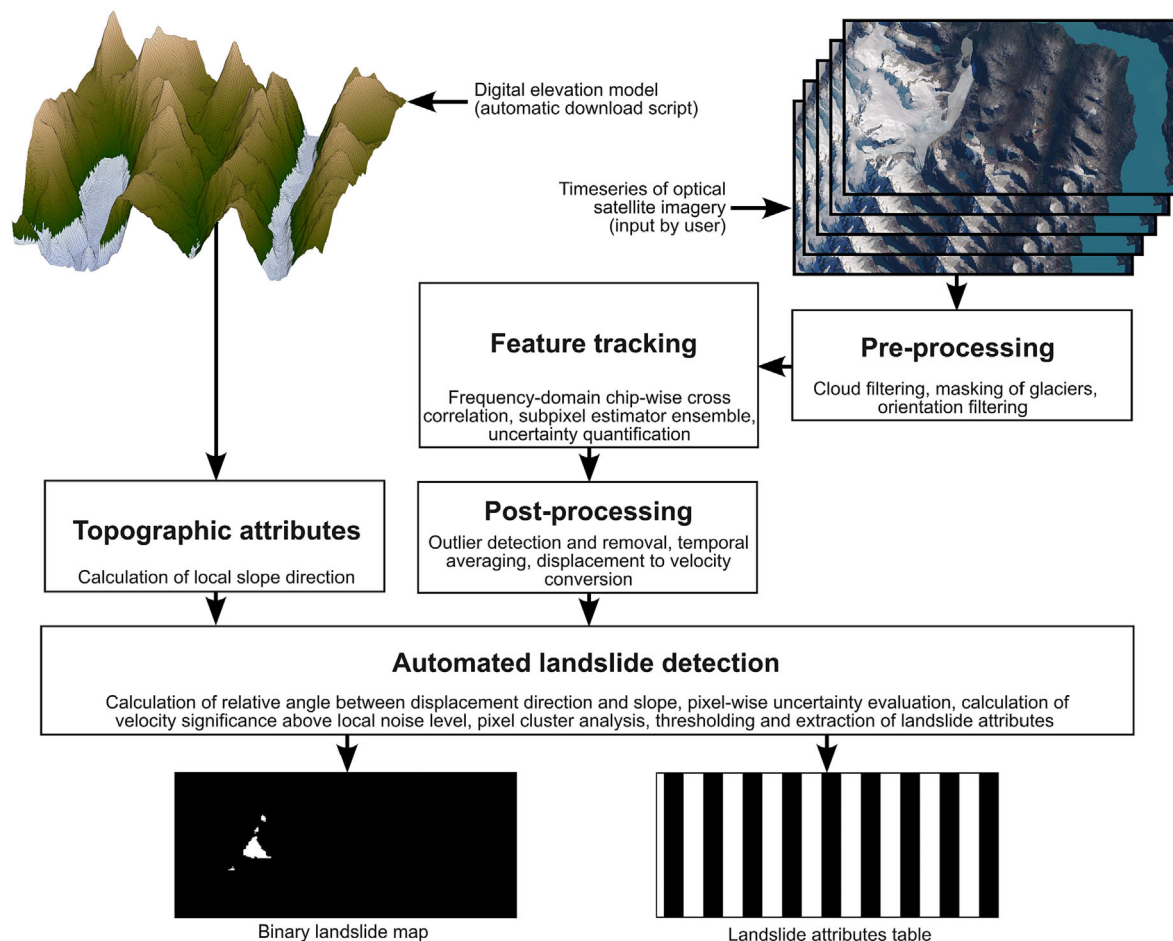 Digital elevation model
(automatic download script)
Timeseries of optical
satellite imagery
(input by user)
Feature tracking
Frequency-domain chip-wise cross
correlation, subpixel estimator ensemble,
uncertainty quantification
Pre-processing
Cloud filtering, masking of glaciers,
orientation filtering
Topographic attributes
Calculation of local slope direction
Post-processing
Outlier detection and removal, temporal
averaging, displacement to velocity
conversion
Automated landslide detection
Calculation of relative angle between displacement direction and slope, pixel-wise uncertainty evaluation, calculation of
velocity significance above local noise level, pixel cluster analysis, thresholding and extraction of landslide attributes
Binary landslide map
Landslide attributes table